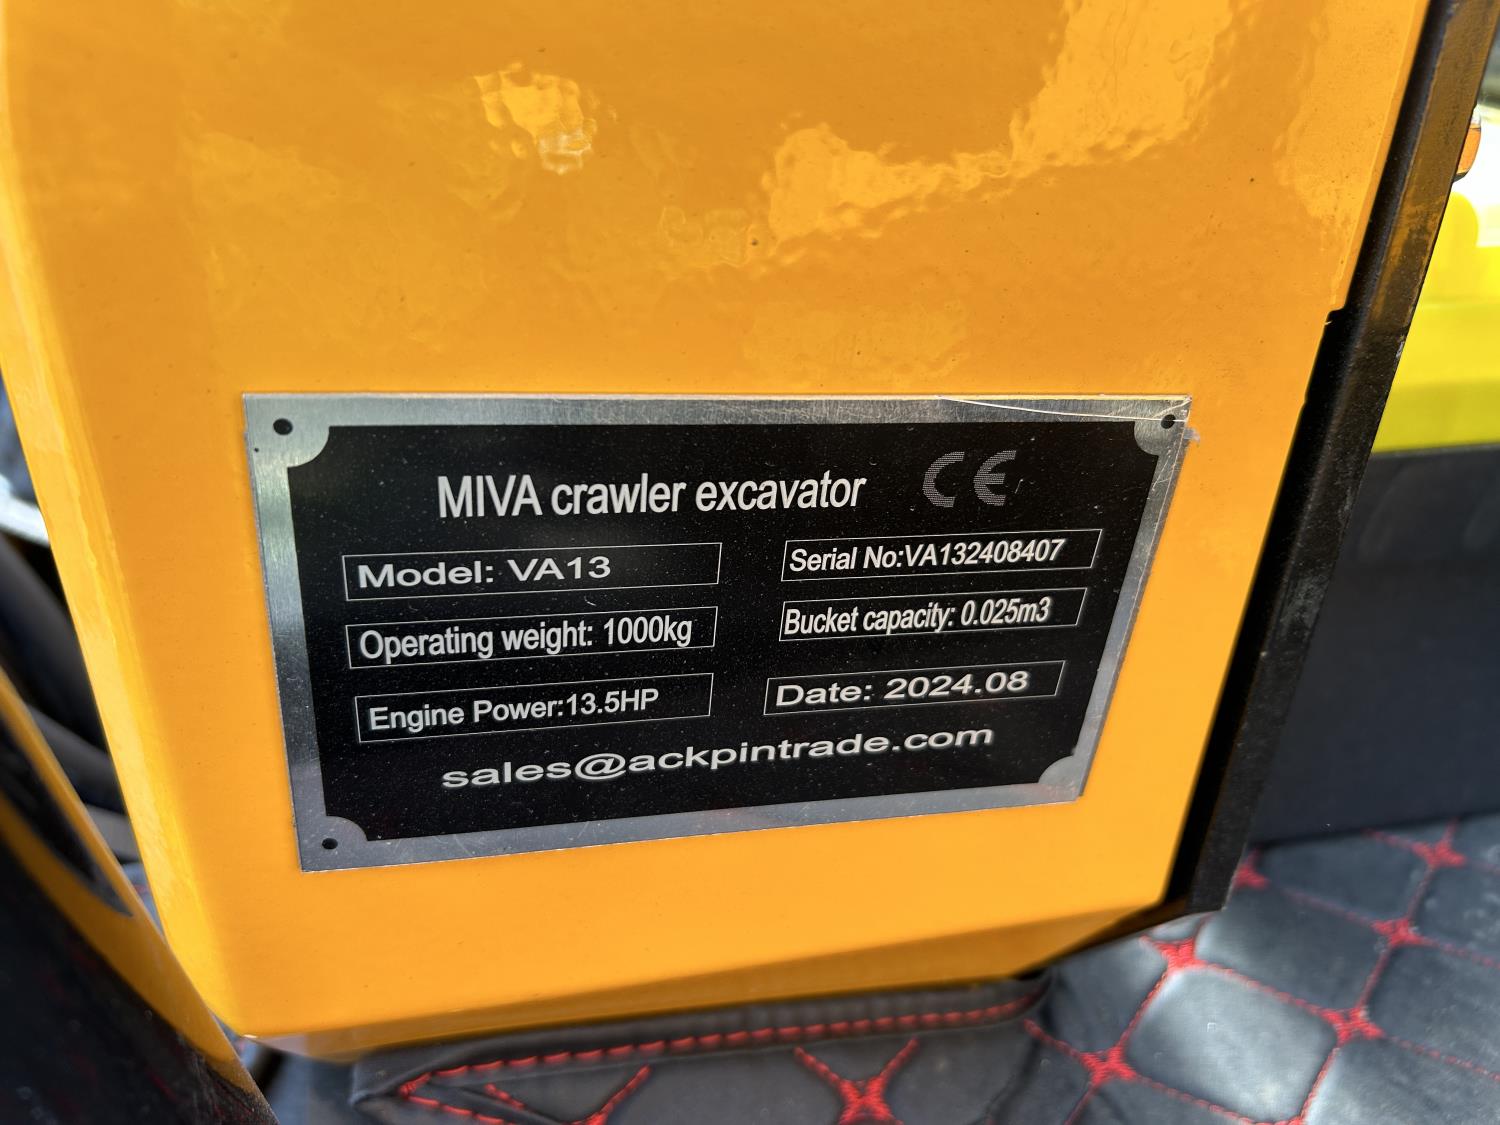 MIVA crawler excavator CE
Model: VA13
Serial No:VA132408407
Operating weight: 1000kg
Bucket capacity: 0.025m3
Engine Power:13.5HP
Date: 2024.08
sales@ackpintrade.com